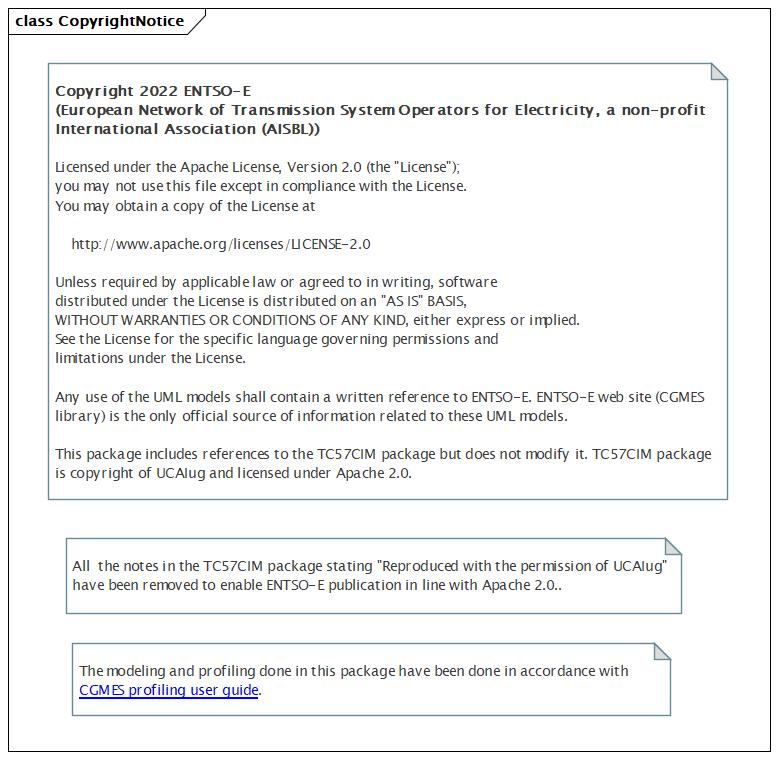 class CopyrightNotice
Copyright 2022 ENTSO-E
(European Network of Transmission System Operators for Electricity, a non-profit
International Association (AISBL))
Licensed under the Apache License, Version 2.0 (the "License");
you may not use this file except in compliance with the License.
You may obtain a copy of the License at
http://www.apache.org/licenses/LICENSE-2.0
Unless required by applicable law or agreed to in writing, software
distributed under the License is distributed on an "AS IS" BASIS,
WITHOUT WARRANTIES OR CONDITIONS OF ANY KIND, either express or implied.
See the License for the specific language governing permissions and
limitations under the License.
Any use of the UML models shall contain a written reference to ENTSO-E. ENTSO-E web site (CGMES
library) is the only official source of information related to these UML models.
This package includes references to the TC57CIM package but does not modify it. TC57CIM package
is copyright of UCAIug and licensed under Apache 2.0.
All  the notes in the TC57CIM package stating "Reproduced with the permission of UCAIug"
have been removed to enable ENTSO-E publication in line with Apache 2.0..
The modeling and profiling done in this package have been done in accordance with
CGMES profiling user guide.